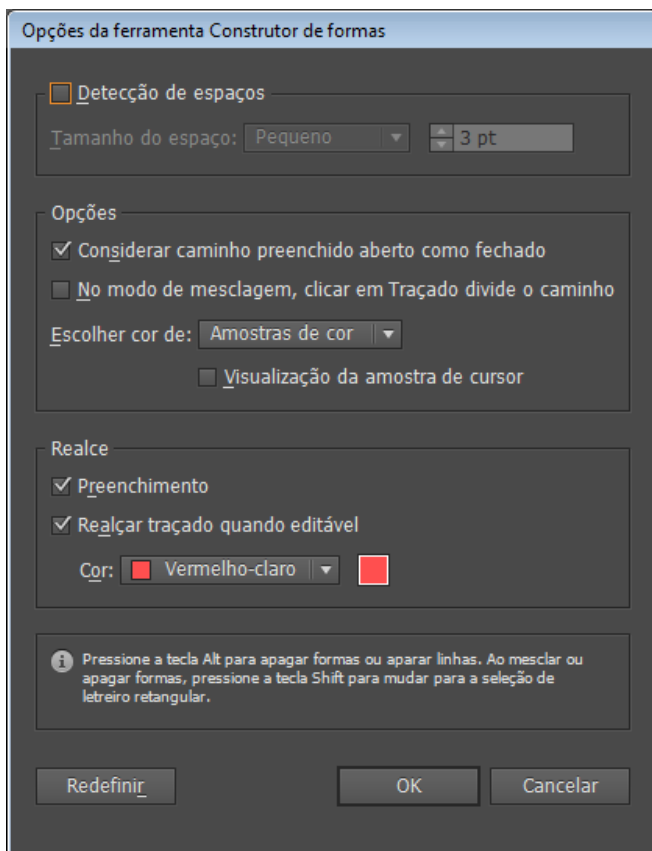 Opções da ferramenta Construtor de formas
Detecção de espaços
Tamanho do espaço: Pequeno 3 pt
Opções
Considerar caminho preenchido aberto como fechado
No modo de mesclagem, clicar em Traçado divide o caminho
Escolher cor de: Amostras de cor
Visualização da amostra de cursor
Realce
Preenchimento
Realçar traçado quando editável
Cor: Vermelho-claro
Pressione a tecla Alt para apagar formas ou aparar linhas. Ao mesclar ou
apagar formas, pressione a tecla Shift para mudar para a seleção de
letreiro retangular.
Redefinir OK Cancelar